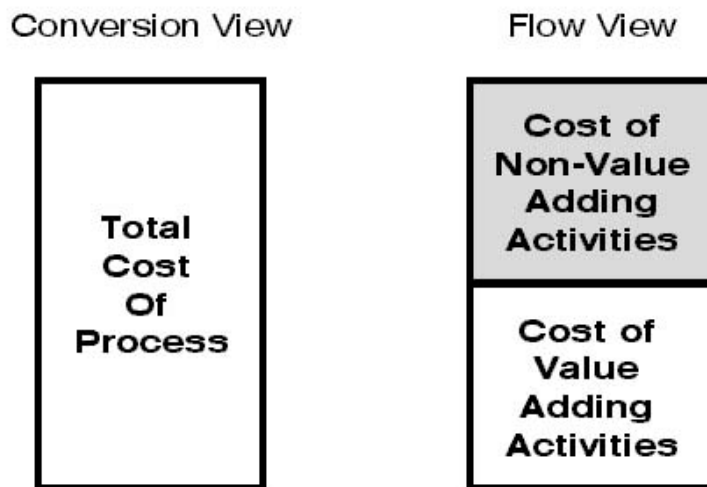 Conversion View
Flow View
Total
Cost
Of
Process
Cost of
Non-Value
Adding
Activities
Cost of
Value
Adding
Activities